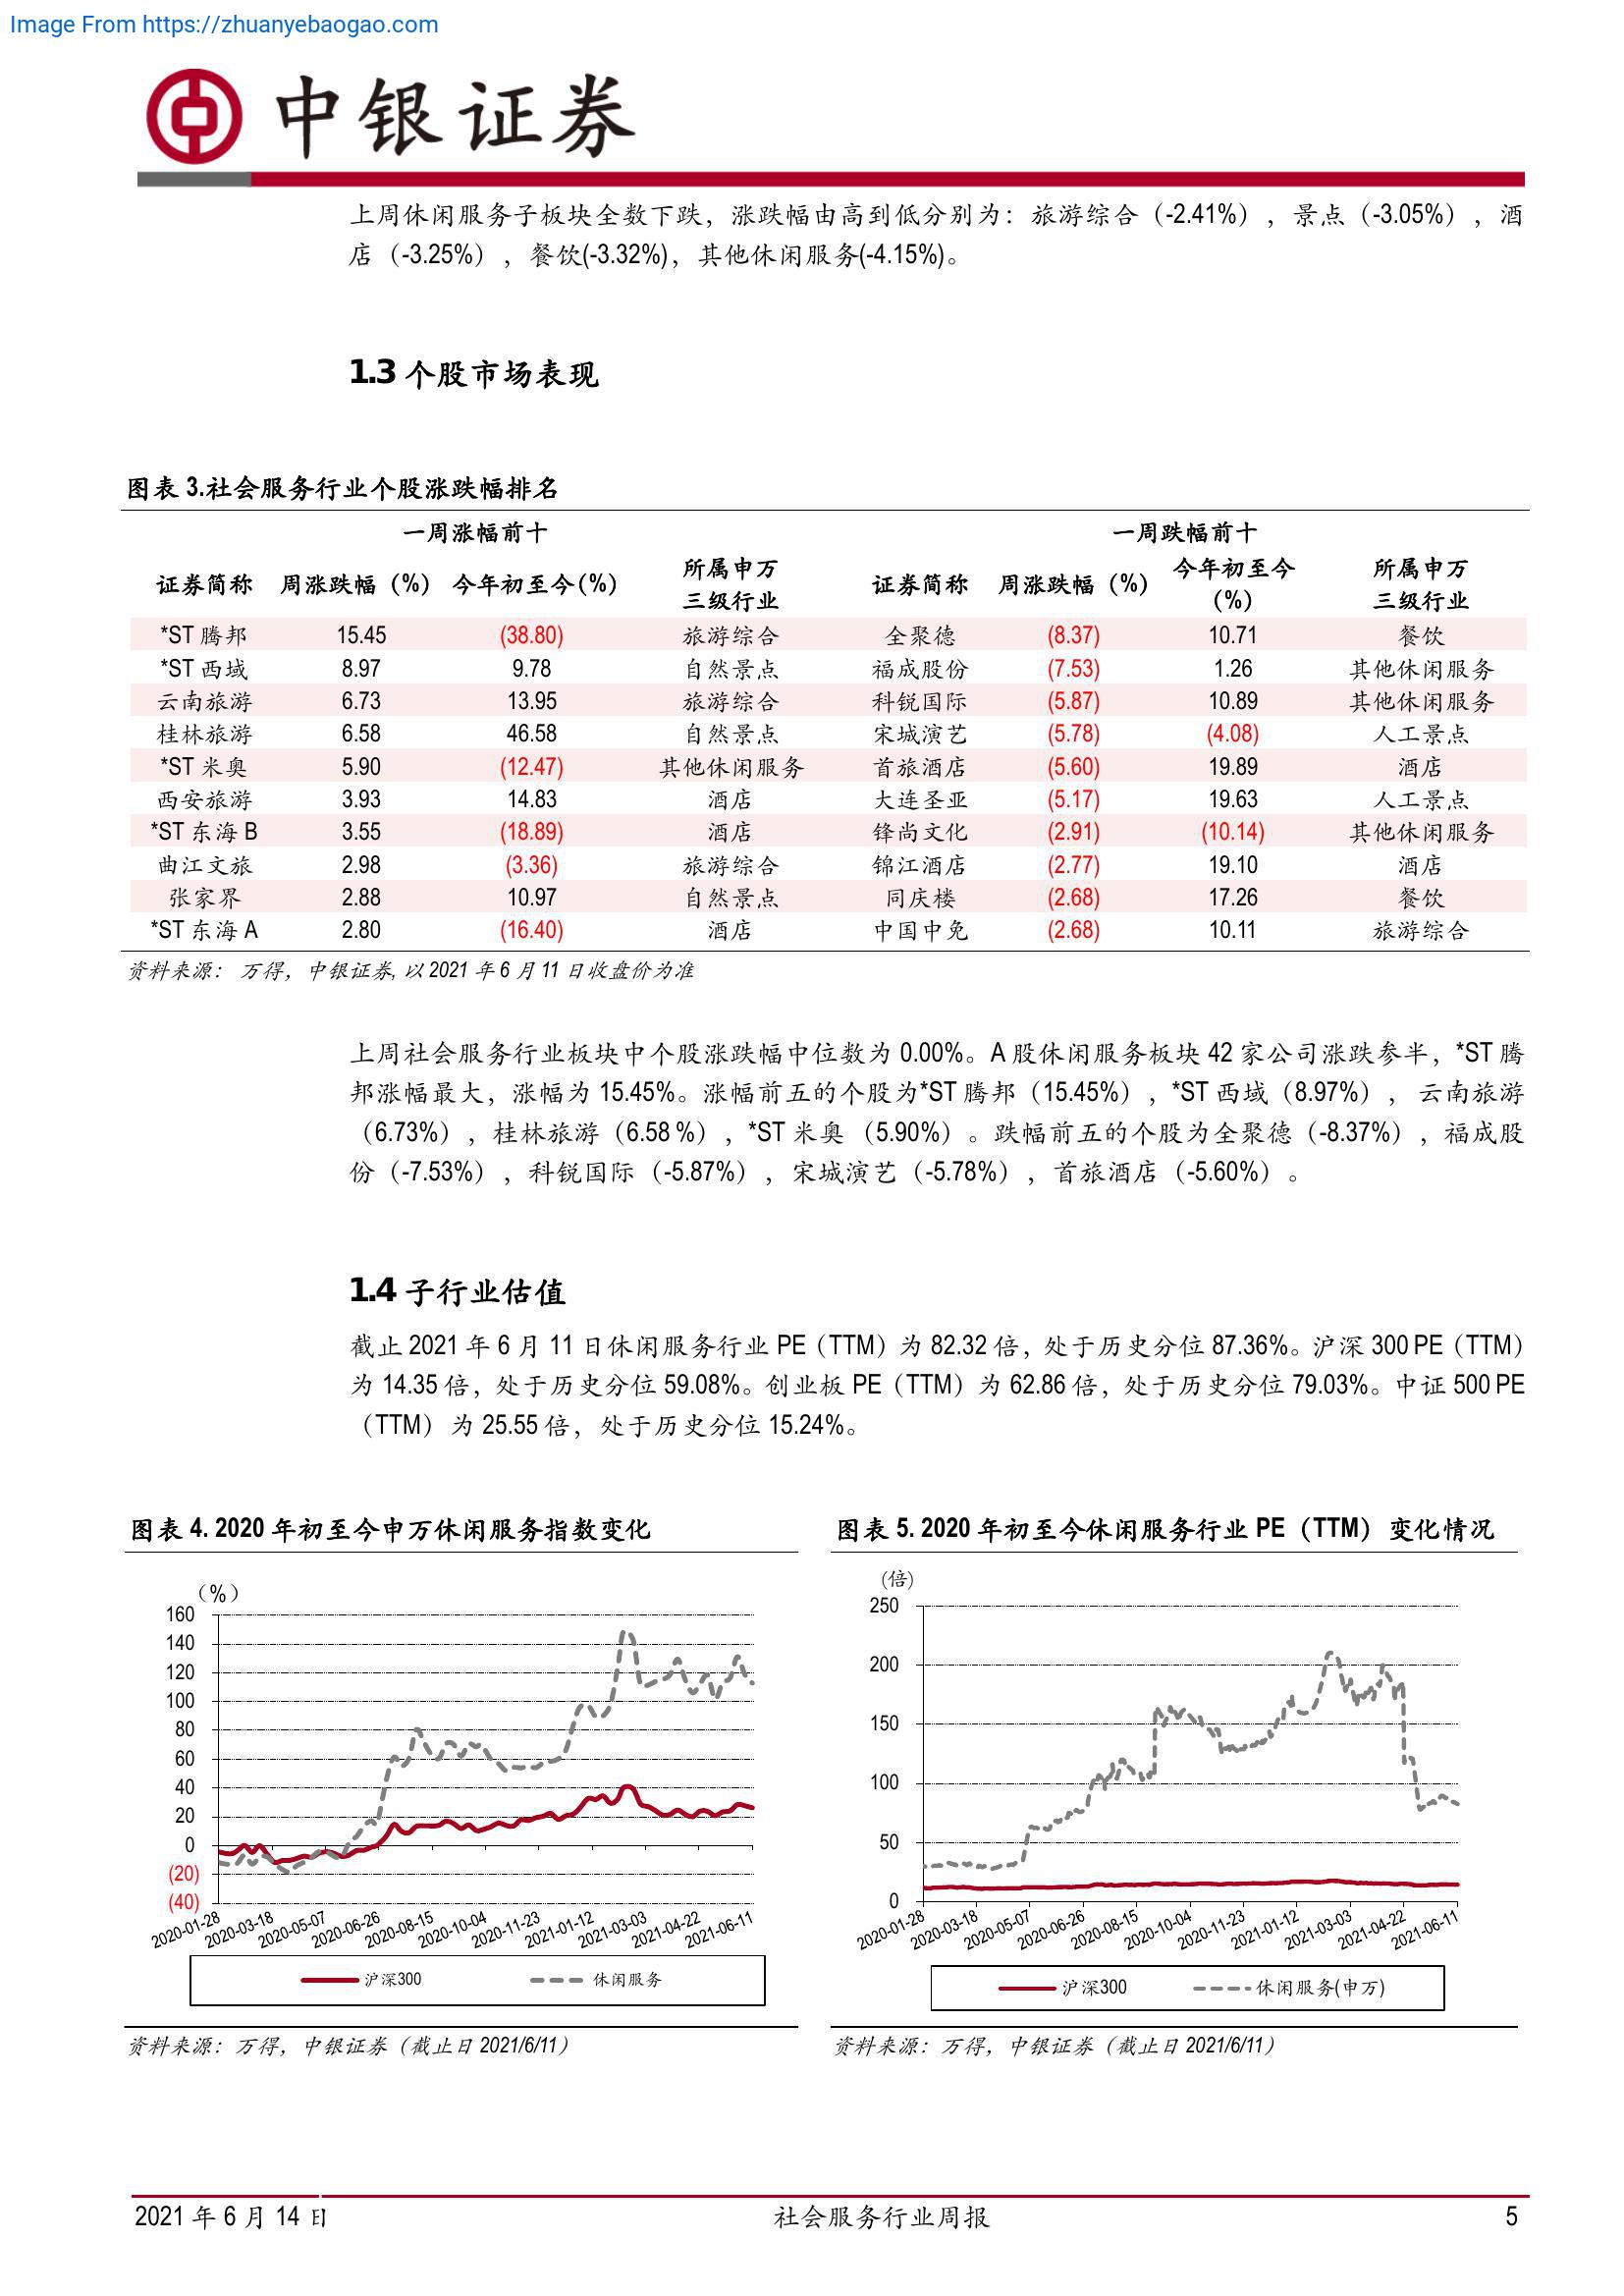 Image From https://zhuanyebaogao.com
中银证券
上周休闲服务子板块全数下跌，涨跌幅由高到低分别为：旅游综合（-2.41%），景点（-3.05%），酒
店（-3.25%），餐饮(-3.32%)，其他休闲服务(-4.15%)。
1.3 个股市场表现
图表 3.社会服务行业个股涨跌幅排名
一周涨幅前十 一周跌幅前十
证券简称 周涨跌幅（%） 今年初至今(%) 所属申万三级行业 证券简称 周涨跌幅（%） 今年初至今(%) 所属申万三级行业
*ST 腾邦 15.45 (38.80) 旅游综合 全聚德 (8.37) 10.71 餐饮
*ST 西域 8.97 9.78 自然景点 福成股份 (7.53) 1.26 其他休闲服务
云南旅游 6.73 13.95 旅游综合 科锐国际 (5.87) 10.89 其他休闲服务
桂林旅游 6.58 46.58 自然景点 宋城演艺 (5.78) (4.08) 人工景点
*ST 米奥 5.90 (12.47) 其他休闲服务 首旅酒店 (5.60) 19.89 酒店
西安旅游 3.93 14.83 酒店 大连圣亚 (5.17) 19.63 人工景点
*ST 东海 B 3.55 (18.89) 酒店 锋尚文化 (2.91) (10.14) 其他休闲服务
曲江文旅 2.98 (3.36) 旅游综合 锦江酒店 (2.77) 19.10 酒店
张家界 2.88 10.97 自然景点 同庆楼 (2.68) 17.26 餐饮
*ST 东海 A 2.80 (16.40) 酒店 中国中免 (2.68) 10.11 旅游综合
资料来源： 万得，中银证券, 以 2021 年 6 月 11 日收盘价为准
上周社会服务行业板块中个股涨跌幅中位数为 0.00%。A 股休闲服务板块 42 家公司涨跌参半，*ST 腾
邦涨幅最大，涨幅为 15.45%。涨幅前五的个股为*ST 腾邦（15.45%），*ST 西域（8.97%）， 云南旅游
（6.73%），桂林旅游（6.58 %），*ST 米奥 （5.90%）。跌幅前五的个股为全聚德（-8.37%），福成股
份（-7.53%），科锐国际（-5.87%），宋城演艺（-5.78%），首旅酒店（-5.60%）。
1.4 子行业估值
截止 2021 年 6 月 11 日休闲服务行业 PE（TTM）为 82.32 倍，处于历史分位 87.36%。沪深 300 PE（TTM）
为 14.35 倍，处于历史分位 59.08%。创业板 PE（TTM）为 62.86 倍，处于历史分位 79.03%。中证 500 PE
（TTM）为 25.55 倍，处于历史分位 15.24%。
图表 4. 2020 年初至今申万休闲服务指数变化
（%）
160
140
120
100
80
60
40
20
0
(20)
(40)
2020-01-28 2020-03-18 2020-05-07 2020-06-26 2020-08-15 2020-10-04 2020-11-23 2021-01-12 2021-03-03 2021-04-22 2021-06-11
沪深300 休闲服务
资料来源：万得，中银证券（截止日 2021/6/11）
图表 5. 2020 年初至今休闲服务行业 PE（TTM）变化情况
(倍)
250
200
150
100
50
0
2020-01-28 2020-03-18 2020-05-07 2020-06-26 2020-08-15 2020-10-04 2020-11-23 2021-01-12 2021-03-03 2021-04-22 2021-06-11
沪深300 休闲服务(申万)
资料来源：万得，中银证券（截止日 2021/6/11）
2021 年 6 月 14 日 社会服务行业周报 5